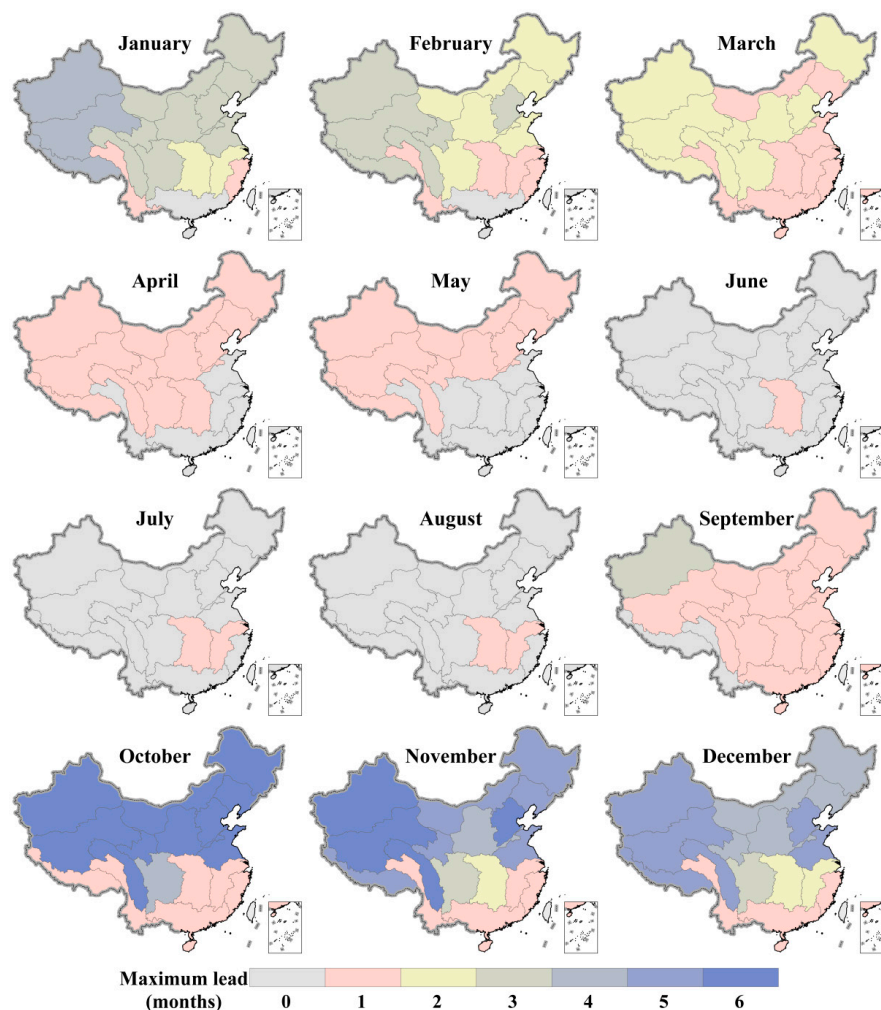 January February March
April May June
July August September
October November December
Maximum lead
(months)
0 1 2 3 4 5 6